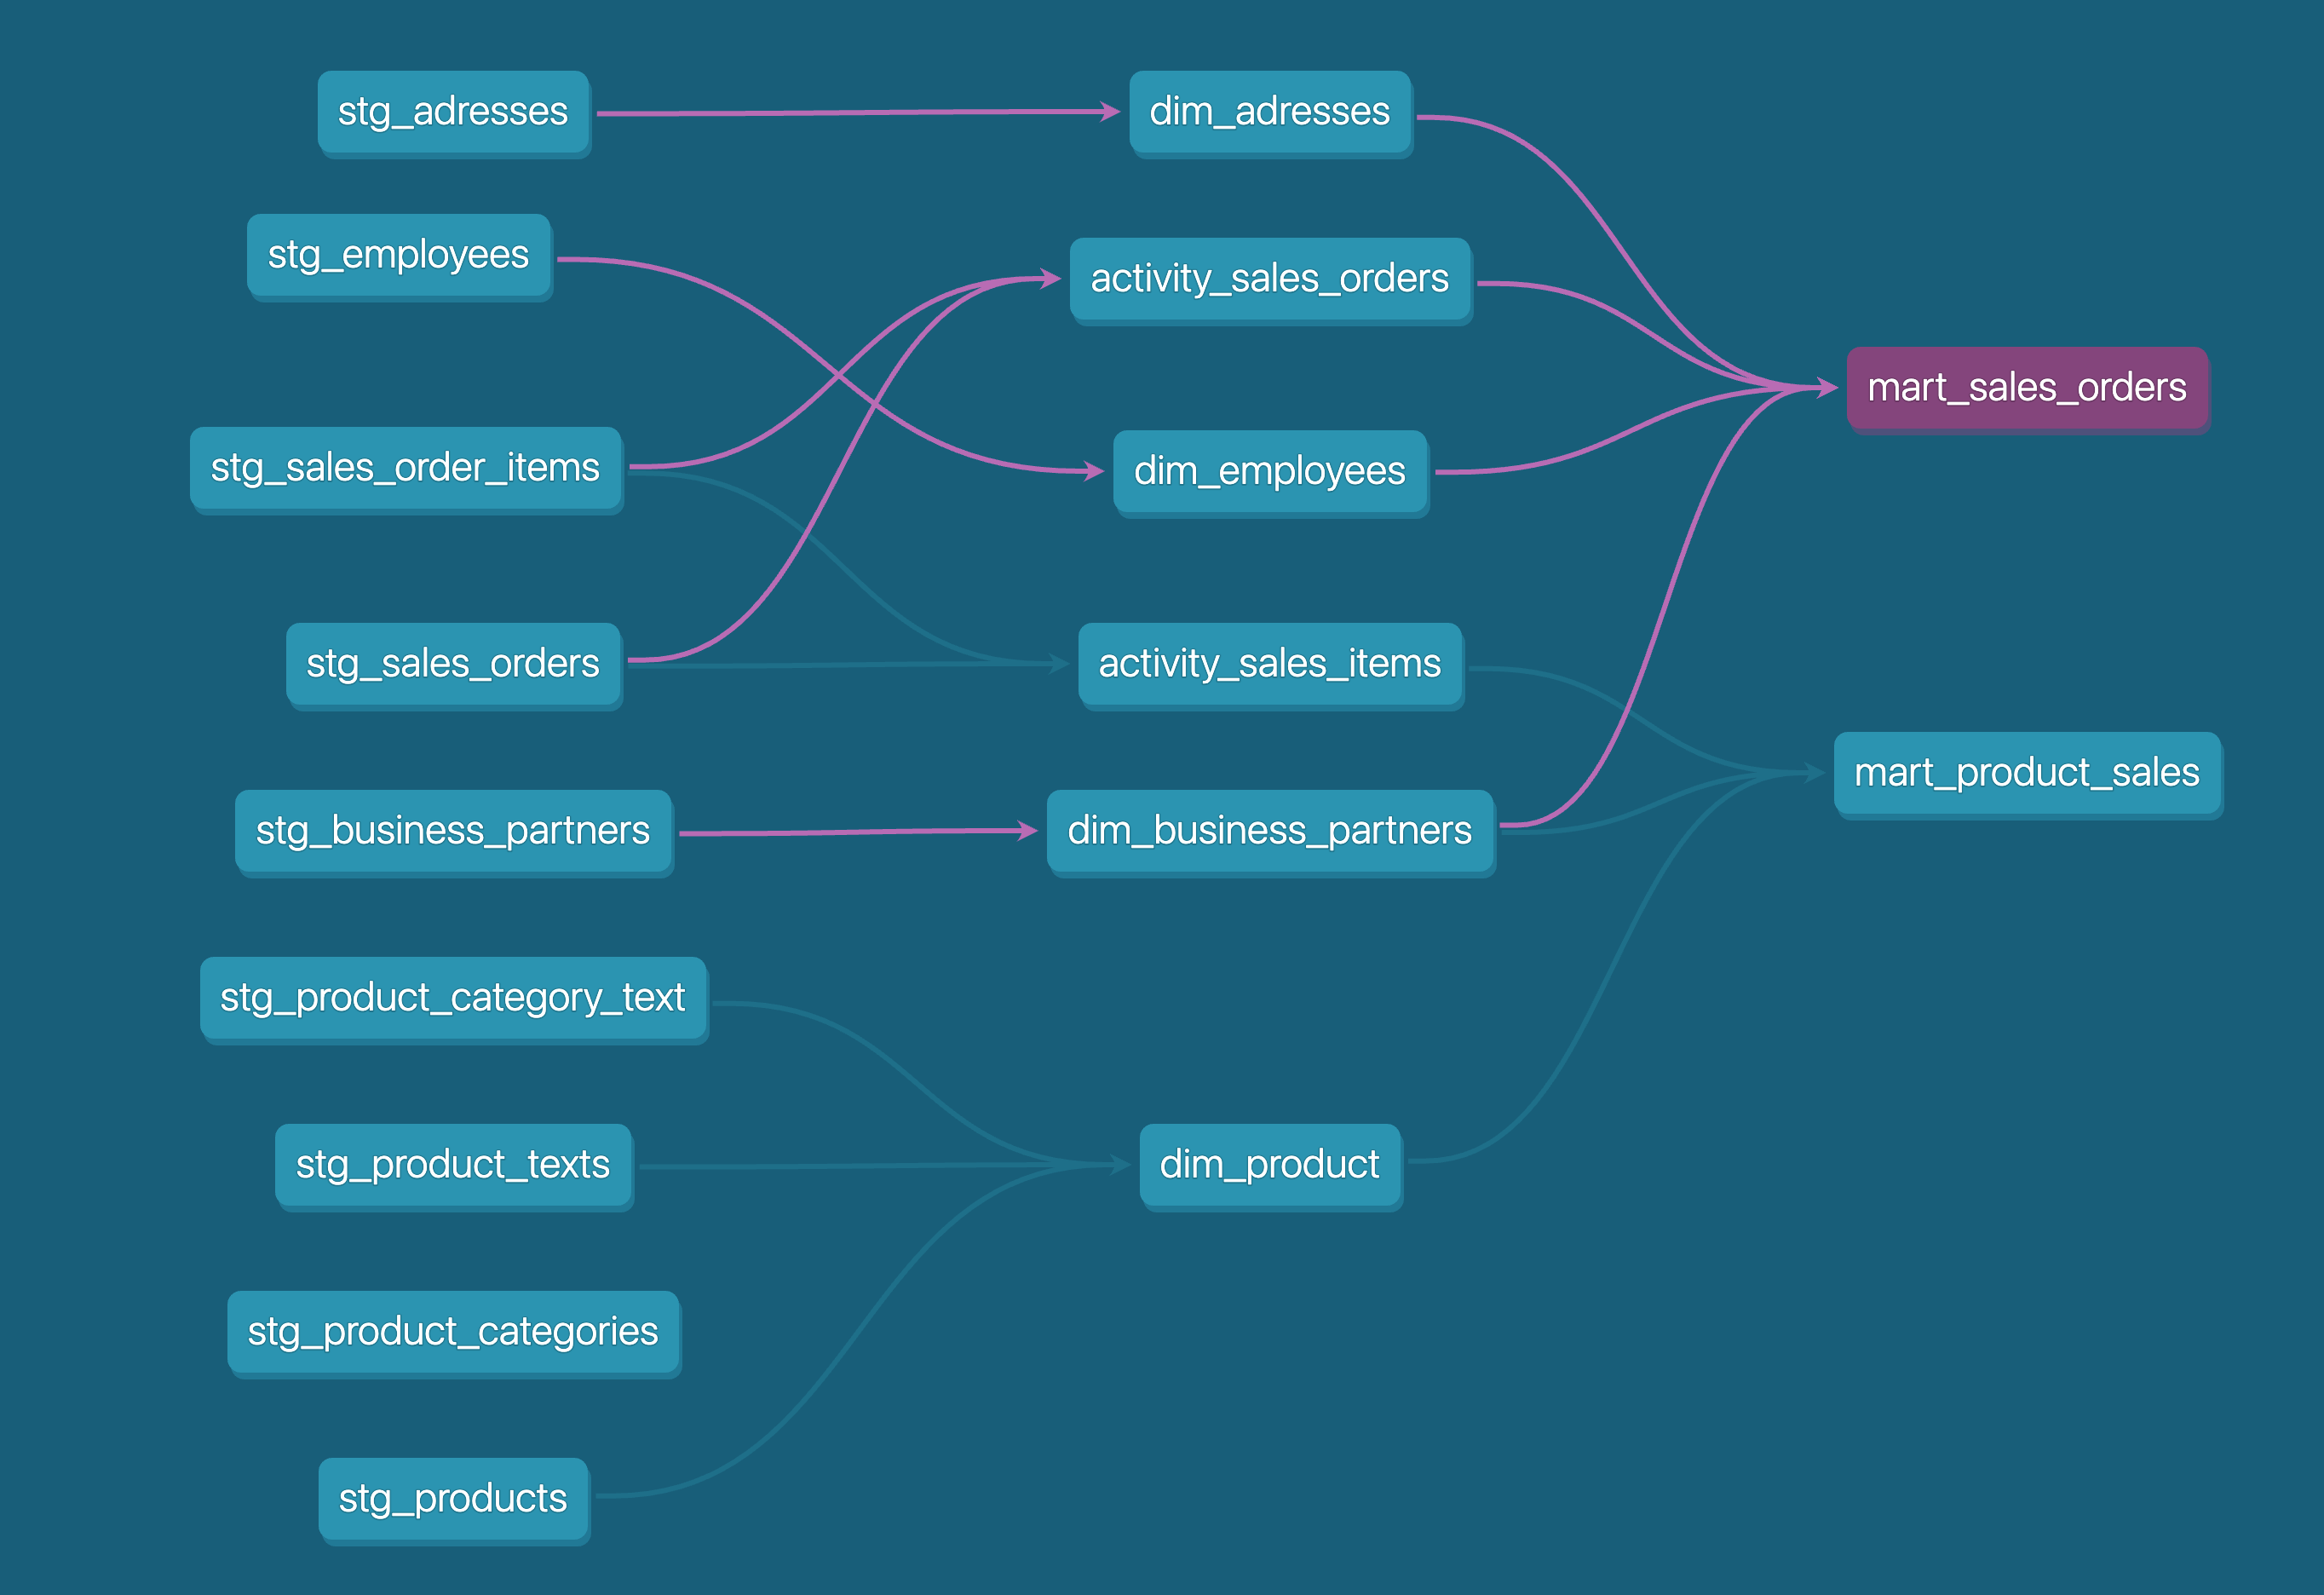 stg_adresses
dim_adresses
stg_employees
activity_sales_orders
mart_sales_orders
stg_sales_order_items
dim_employees
stg_sales_orders
activity_sales_items
mart_product_sales
stg_business_partners
dim_business_partners
stg_product_category_text
stg_product_texts
dim_product
stg_product_categories
stg_products